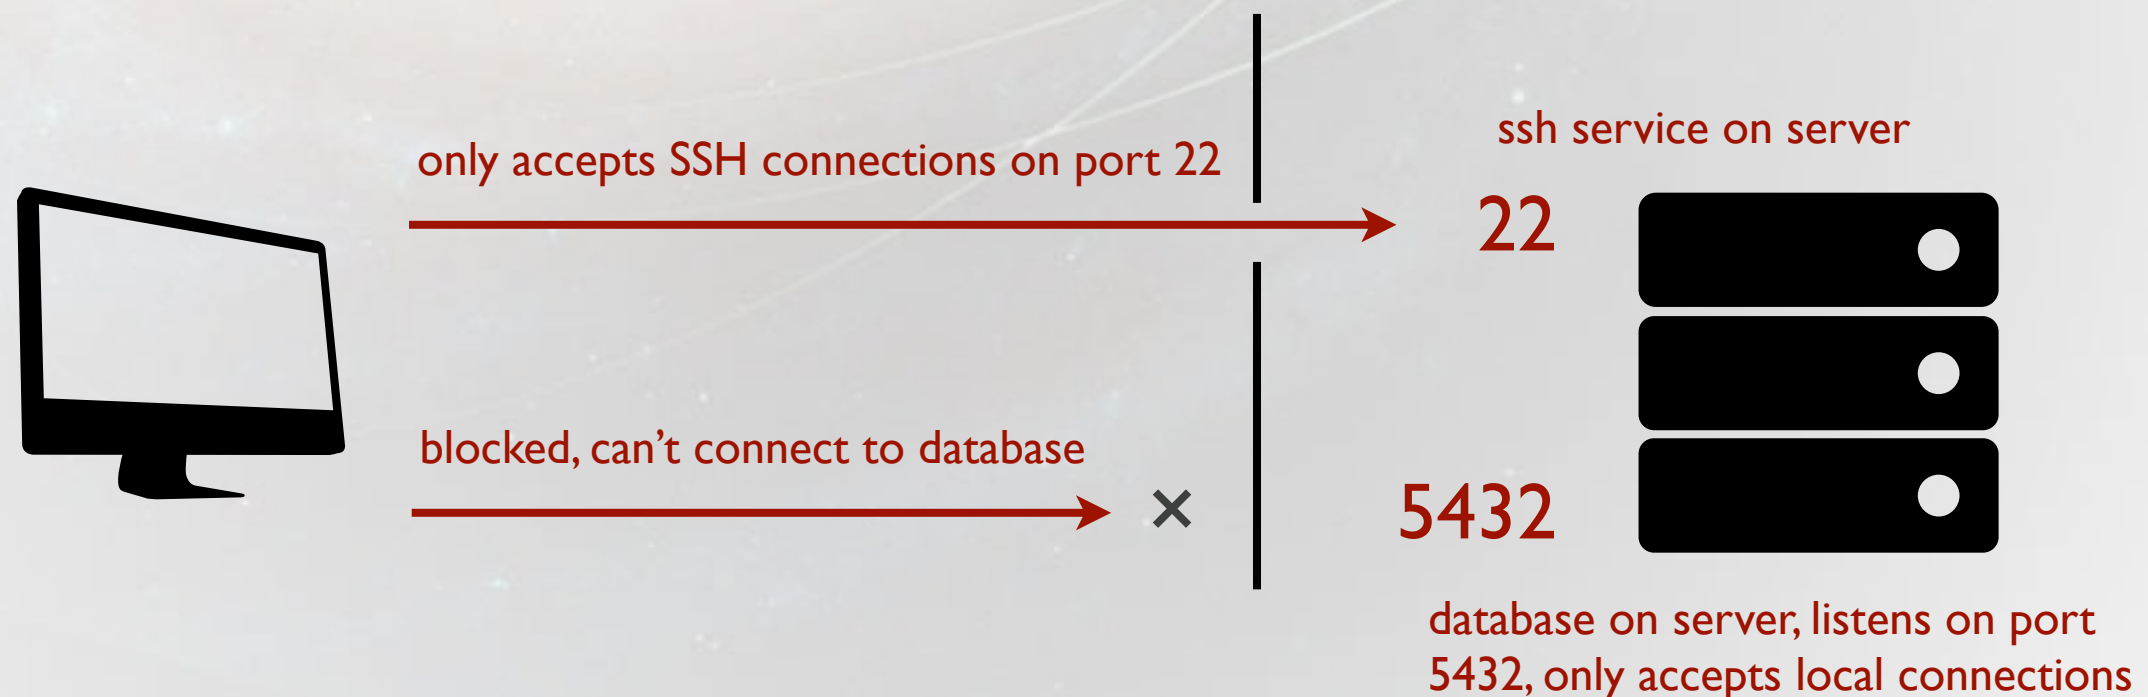 ssh service on server
only accepts SSH connections on port 22
22
blocked, can't connect to database
5432
database on server, listens on port
5432, only accepts local connections